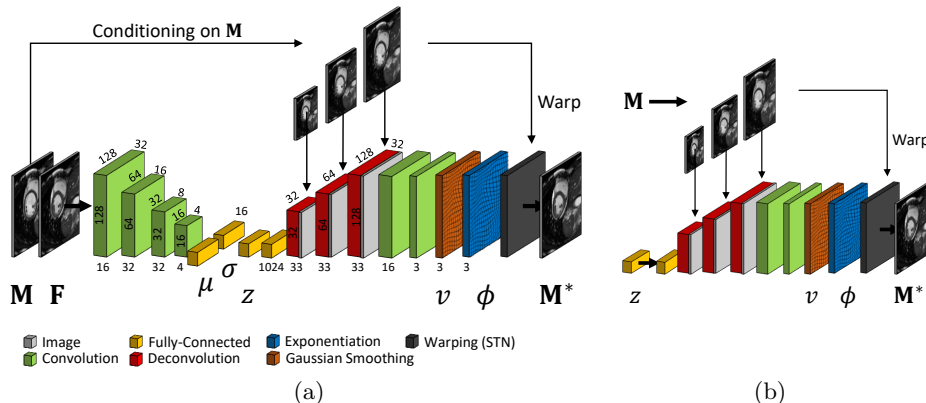 Conditioning on M
Warp
128
32
64
16
32
8
16
4
128
64
32
16
16
32
32
4
μ
σ
16
z
1024
32
32
33
64
64
33
128
128
32
33
16
3
3
3
v
ϕ
M F
M*
M
Warp
z
v
ϕ
M*
Image
Fully-Connected
Exponentiation
Warping (STN)
Convolution
Deconvolution
Gaussian Smoothing
(a)
(b)